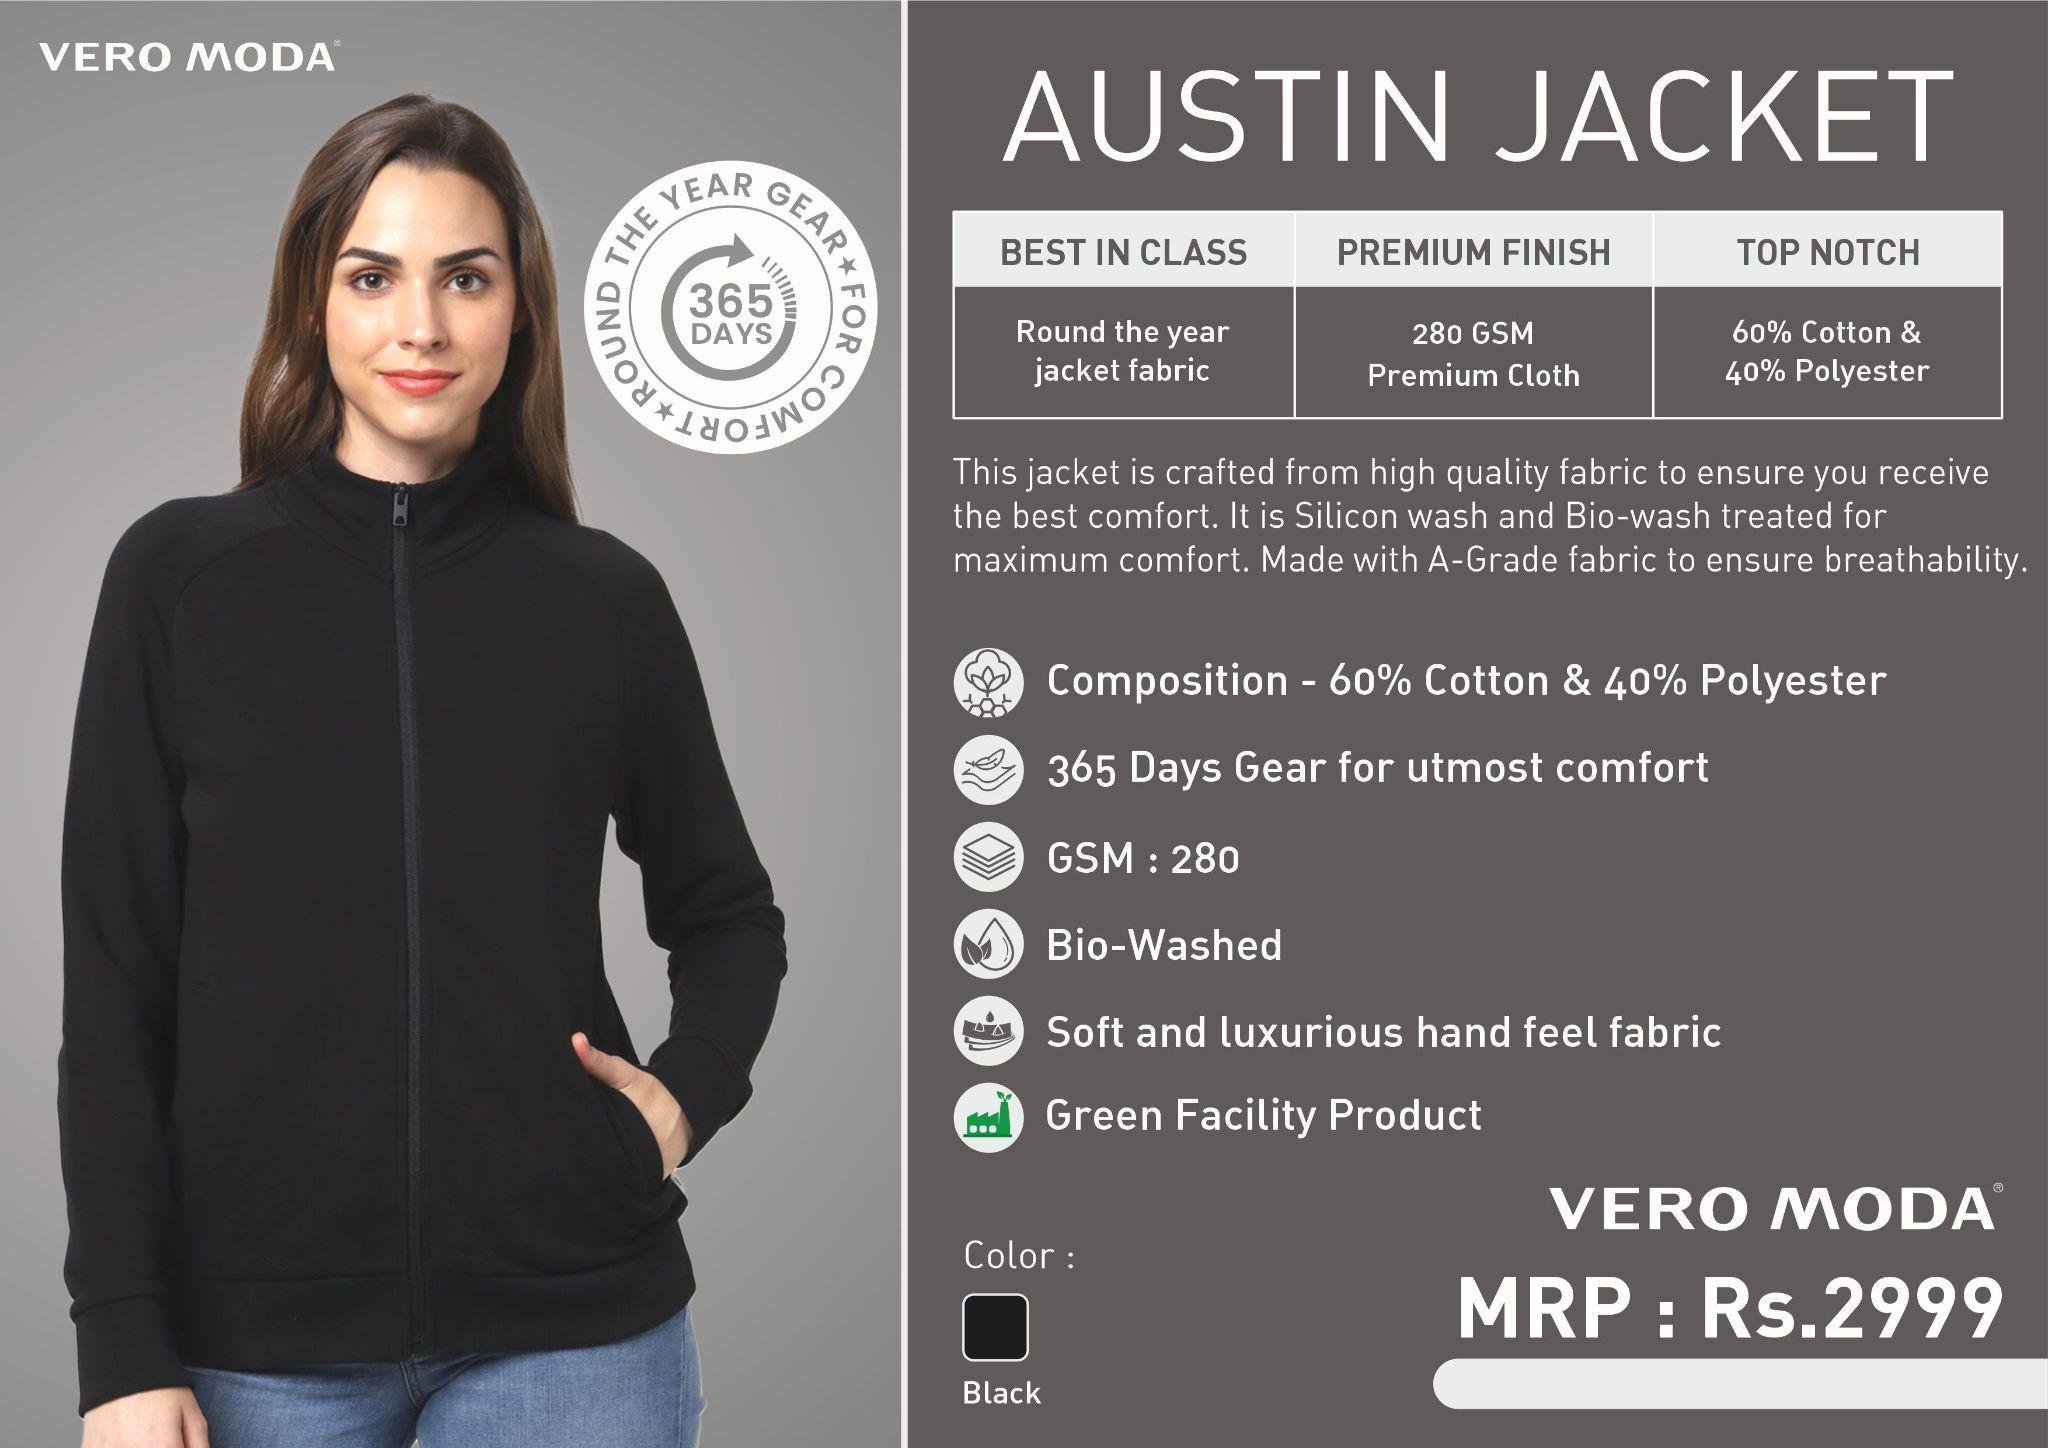 VERO MODA®
ROUND THE YEAR GEAR ★ FOR COMFORT ★
365
DAYS
AUSTIN JACKET
BEST IN CLASS
PREMIUM FINISH
TOP NOTCH
Round the year
jacket fabric
280 GSM
Premium Cloth
60% Cotton &
40% Polyester
This jacket is crafted from high quality fabric to ensure you receive
the best comfort. It is Silicon wash and Bio-wash treated for
maximum comfort. Made with A-Grade fabric to ensure breathability.
Composition - 60% Cotton & 40% Polyester
365 Days Gear for utmost comfort
GSM : 280
Bio-Washed
Soft and luxurious hand feel fabric
Green Facility Product
VERO MODA®
MRP : Rs.2999
Color :
Black